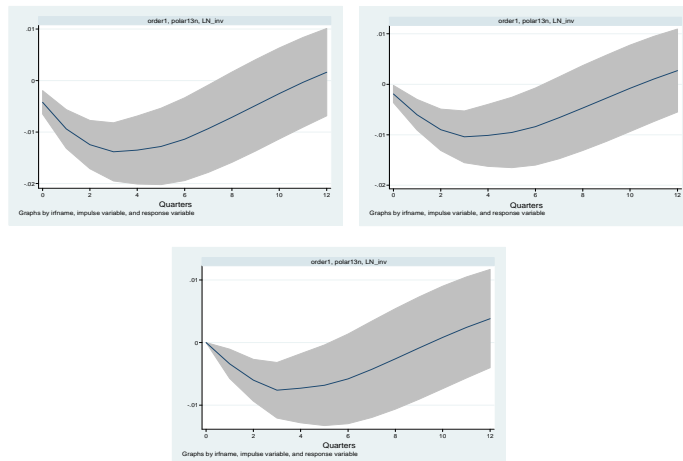 order1, polar13n, LN_inv
.01
0
-.01
-.02
0 2 4 6 8 10 12
Quarters
Graphs by irfname, impulse variable, and response variable
order1, polar13n, LN_inv
.01
0
-.01
-.02
0 2 4 6 8 10 12
Quarters
Graphs by irfname, impulse variable, and response variable
order1, polar13n, LN_inv
.01
0
-.01
0 2 4 6 8 10 12
Quarters
Graphs by irfname, impulse variable, and response variable